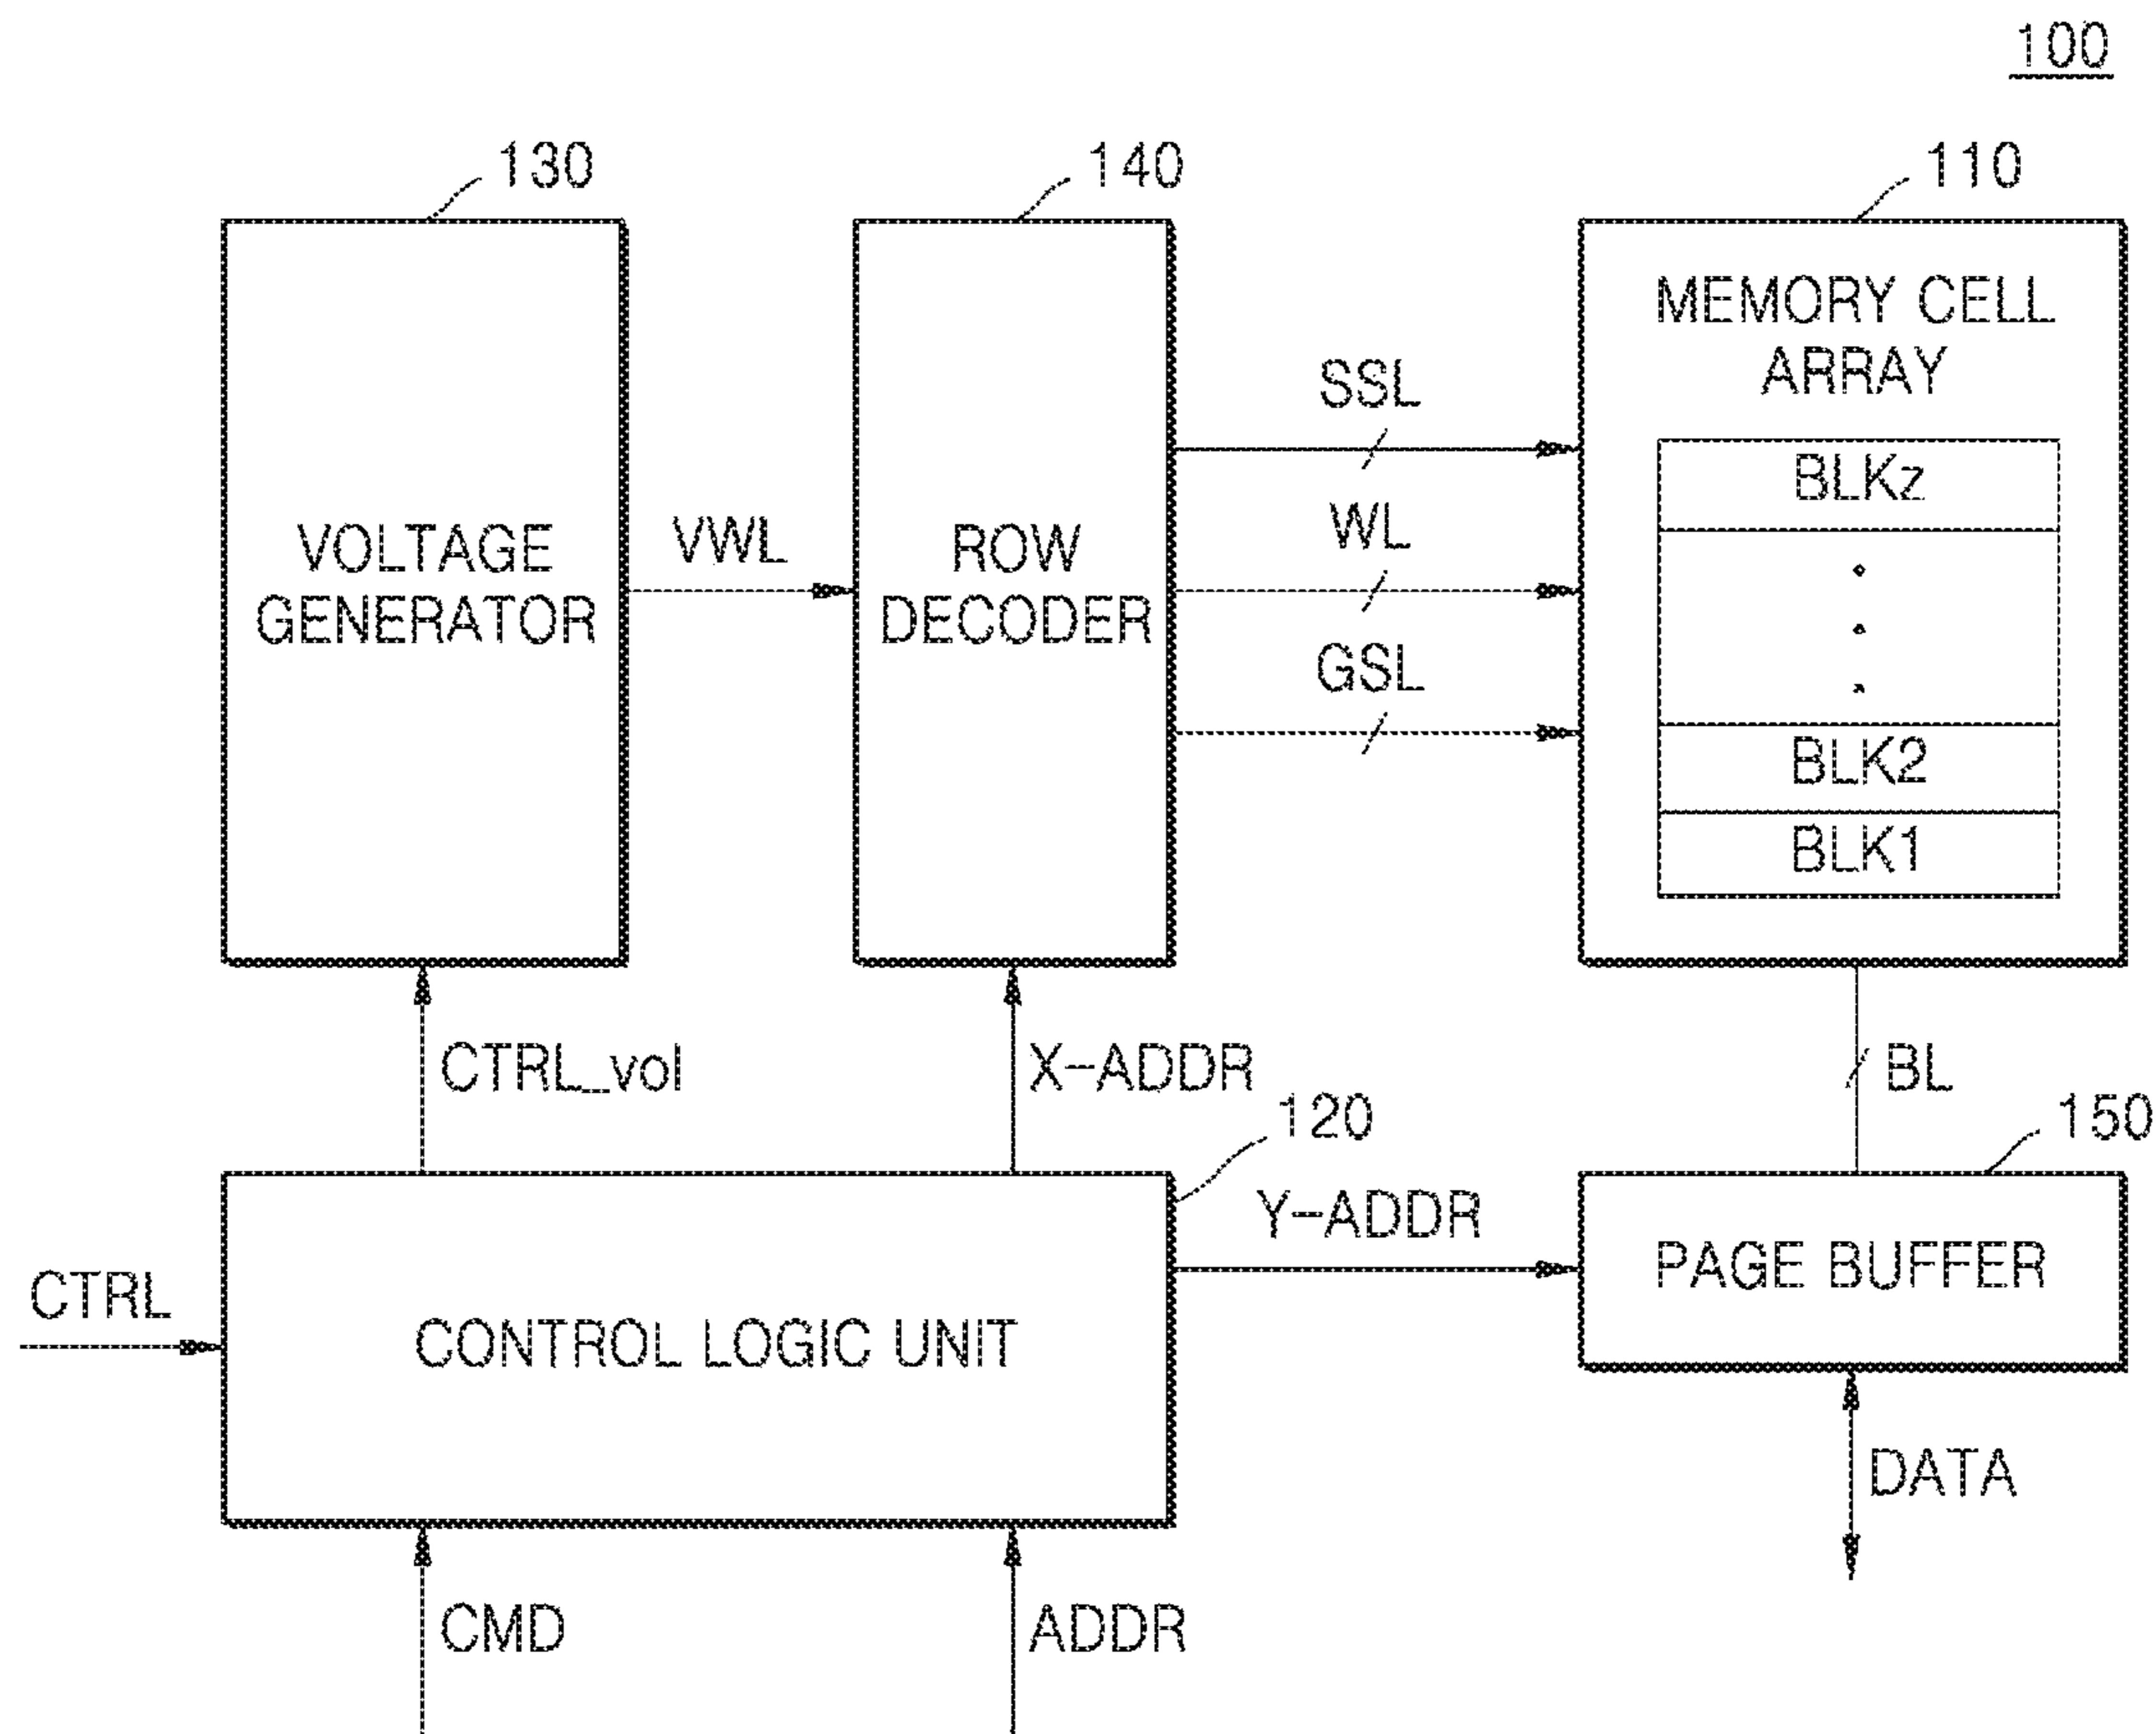 100
130
140
110
VOLTAGE
GENERATOR
VWL
ROW
DECODER
SSL
WL
GSL
MEMORY CELL
ARRAY
BLKz
BLK2
BLK1
CTRL_vol
X-ADDR
BL
120
150
CTRL
CONTROL LOGIC UNIT
Y-ADDR
PAGE BUFFER
DATA
CMD
ADDR